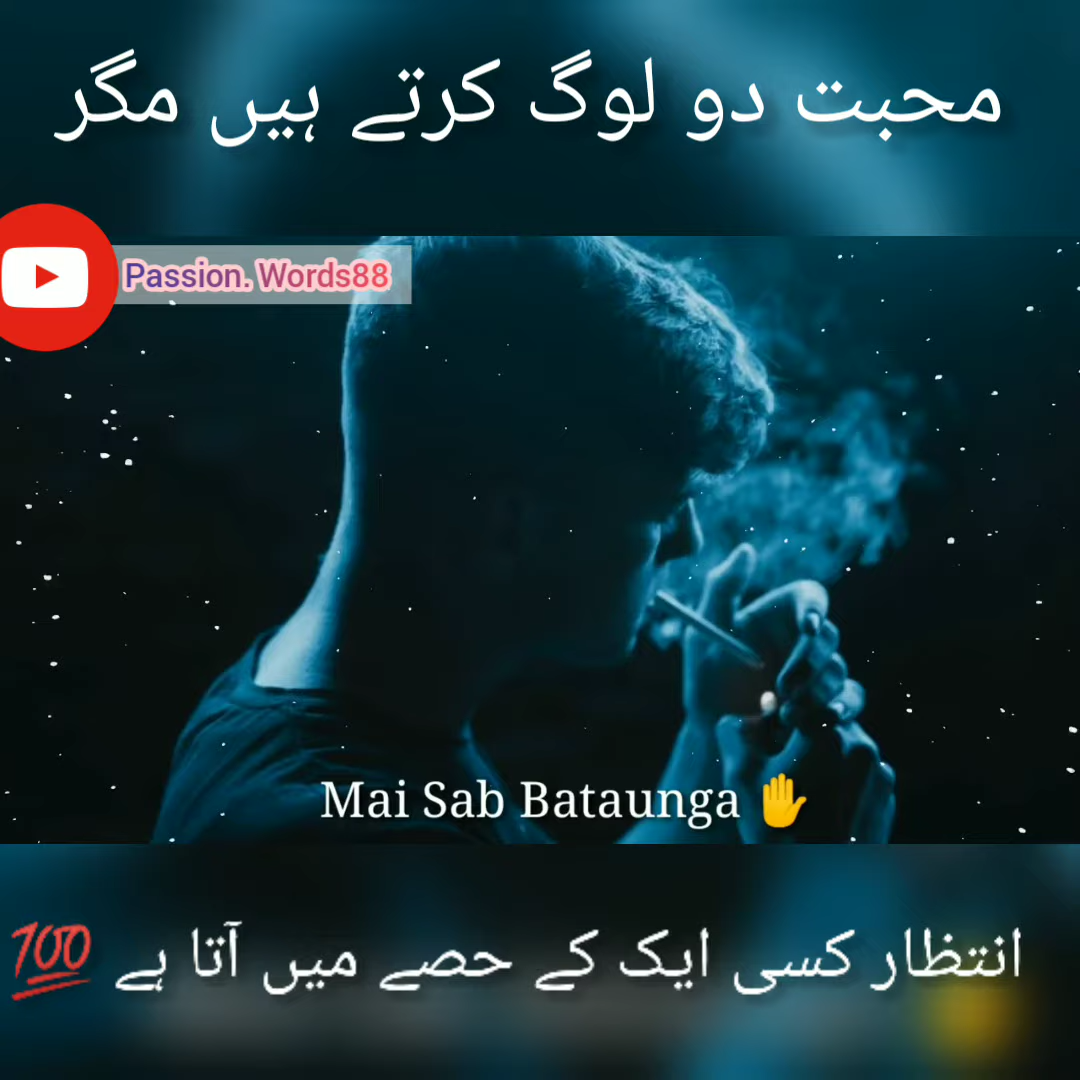 محبت دو لوگ کرتے ہیں مگر
Passion. Words88
Mai Sab Bataunga ✋
انتظار کسی ایک کے حصے میں آتا ہے 💯